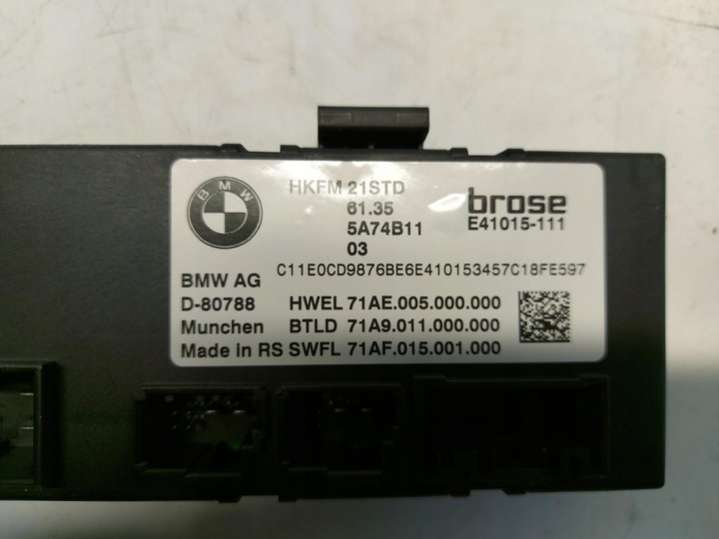 BMW
HKFM 21STD
61.35
5A74B11
03
brose
E41015-111
C11E0CD9876BE6E410153457C18FE597
BMW AG
D-80788 HWEL 71AE.005.000.000
Munchen BTLD 71A9.011.000.000
Made in RS SWFL 71AF.015.001.000